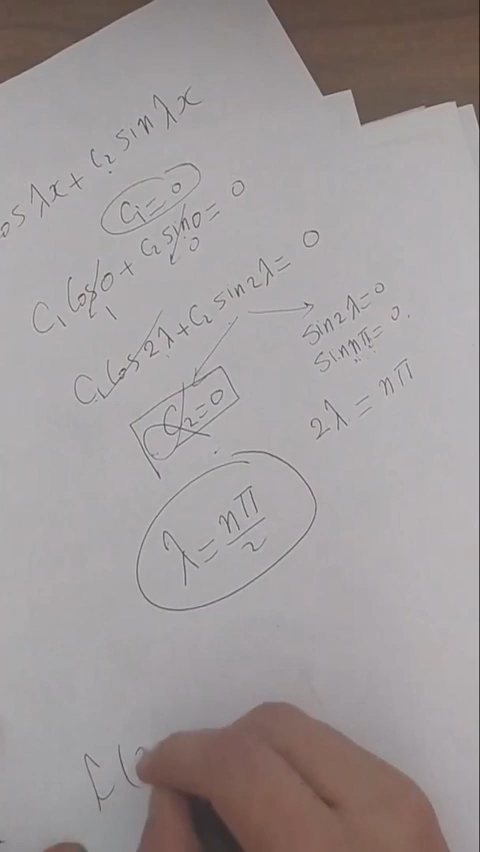 cos λx + C₂ sin λx
C₁ = 0
C₁ Cos 0 + C₂ sin 0 = 0
1 0
C₁ Cos 2λ + C₂ Sin 2λ = 0
Sin 2λ = 0
Sin nπ = 0
C₂ = 0
2λ = nπ
λ = nπ/2